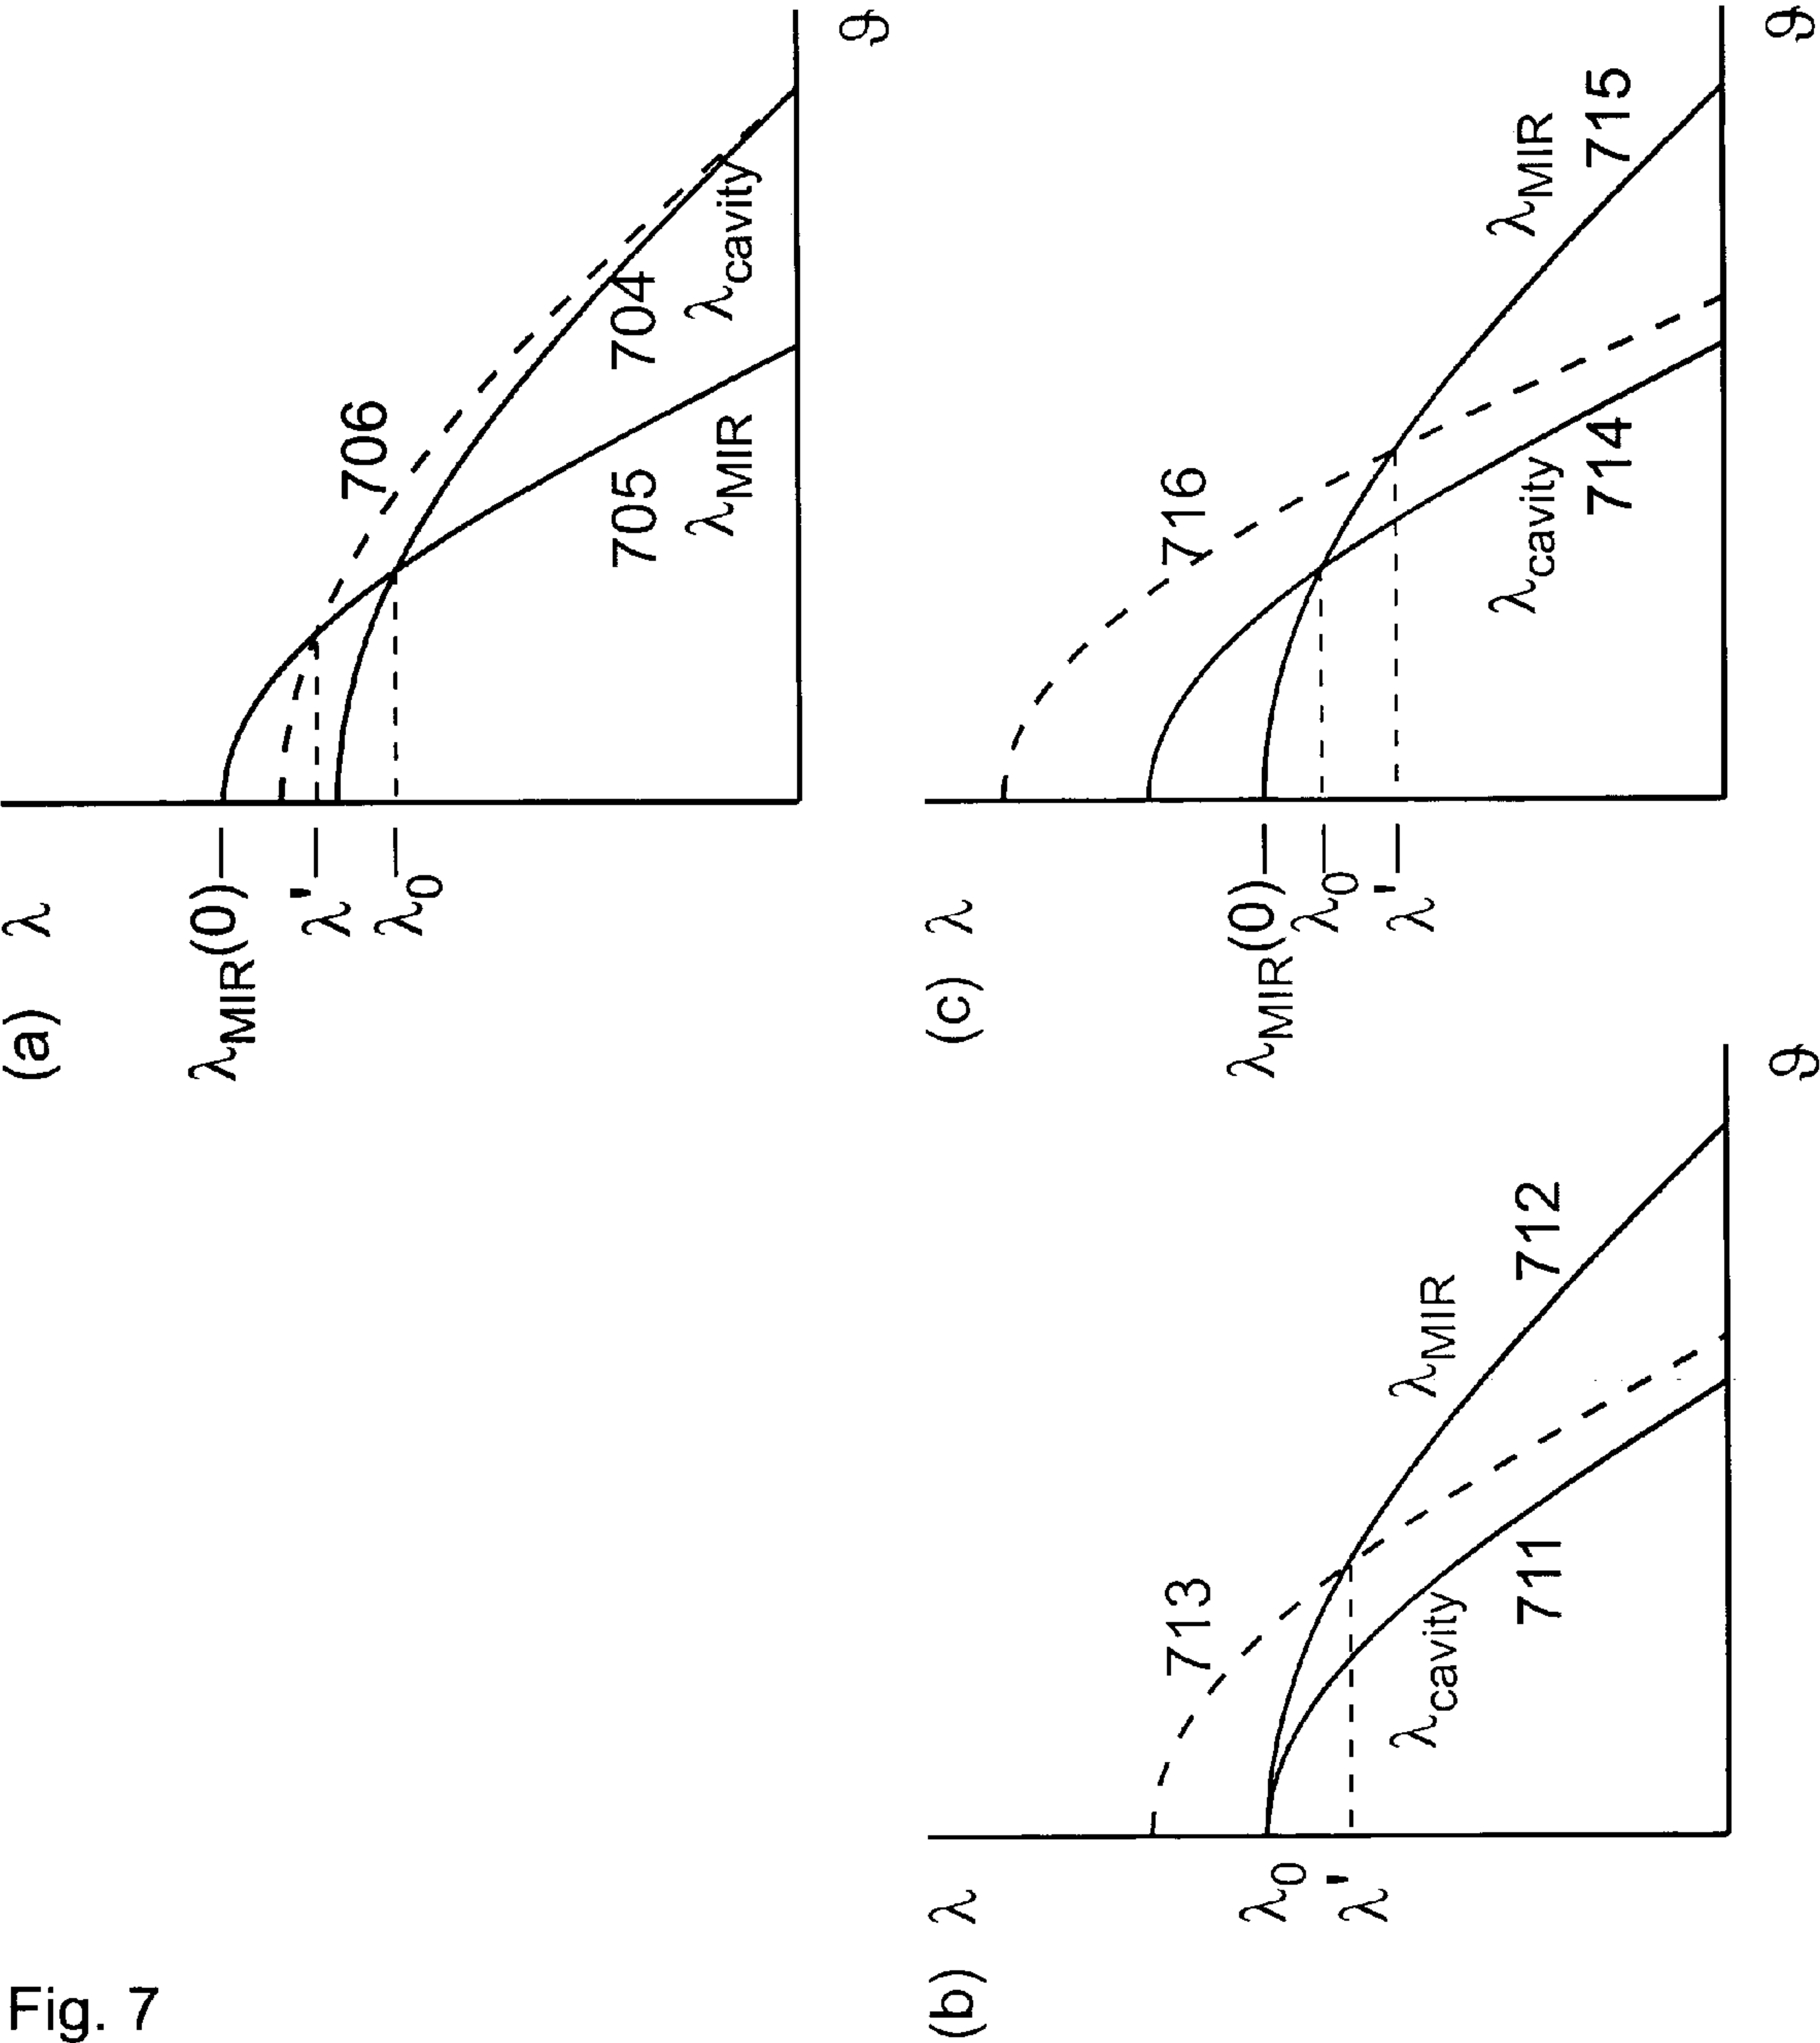 Fig. 7
(a) λ
λMIR(0)
λ'
λ0
706
704
λcavity
705
λMIR
ϑ
(b) λ
λ0
λ'
713
λMIR
712
λcavity
711
ϑ
(c) λ
λMIR(0)
λ0
λ'
716
λMIR
715
λcavity
714
ϑ